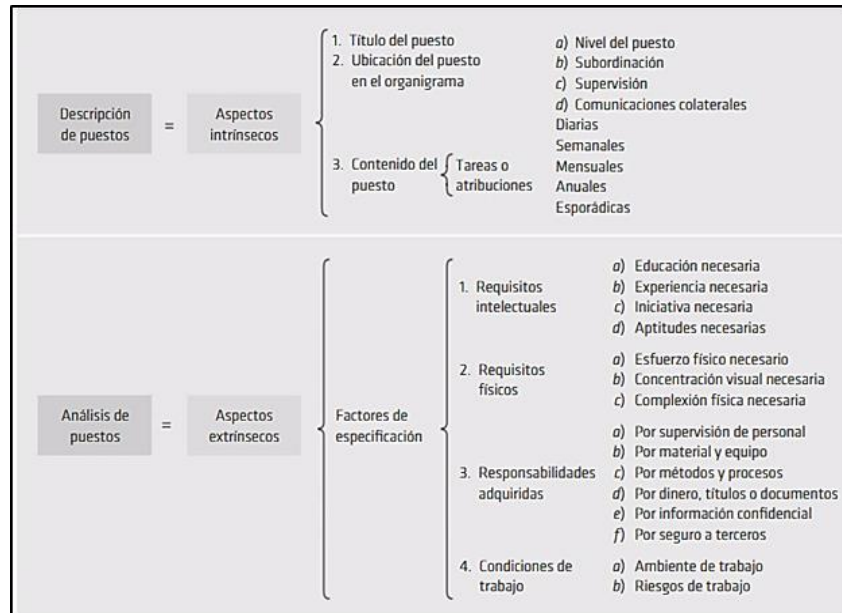 Descripción
de puestos
=
Aspectos
intrínsecos
1. Título del puesto
2. Ubicación del puesto
en el organigrama
a) Nivel del puesto
b) Subordinación
c) Supervisión
d) Comunicaciones colaterales
3. Contenido del
puesto
Tareas o
atribuciones
Diarias
Semanales
Mensuales
Anuales
Esporádicas
Análisis de
puestos
=
Aspectos
extrínsecos
Factores de
especificación
1. Requisitos
intelectuales
a) Educación necesaria
b) Experiencia necesaria
c) Iniciativa necesaria
d) Aptitudes necesarias
2. Requisitos
físicos
a) Esfuerzo físico necesario
b) Concentración visual necesaria
c) Complexión física necesaria
3. Responsabilidades
adquiridas
a) Por supervisión de personal
b) Por material y equipo
c) Por métodos y procesos
d) Por dinero, títulos o documentos
e) Por información confidencial
f) Por seguro a terceros
4. Condiciones de
trabajo
a) Ambiente de trabajo
b) Riesgos de trabajo